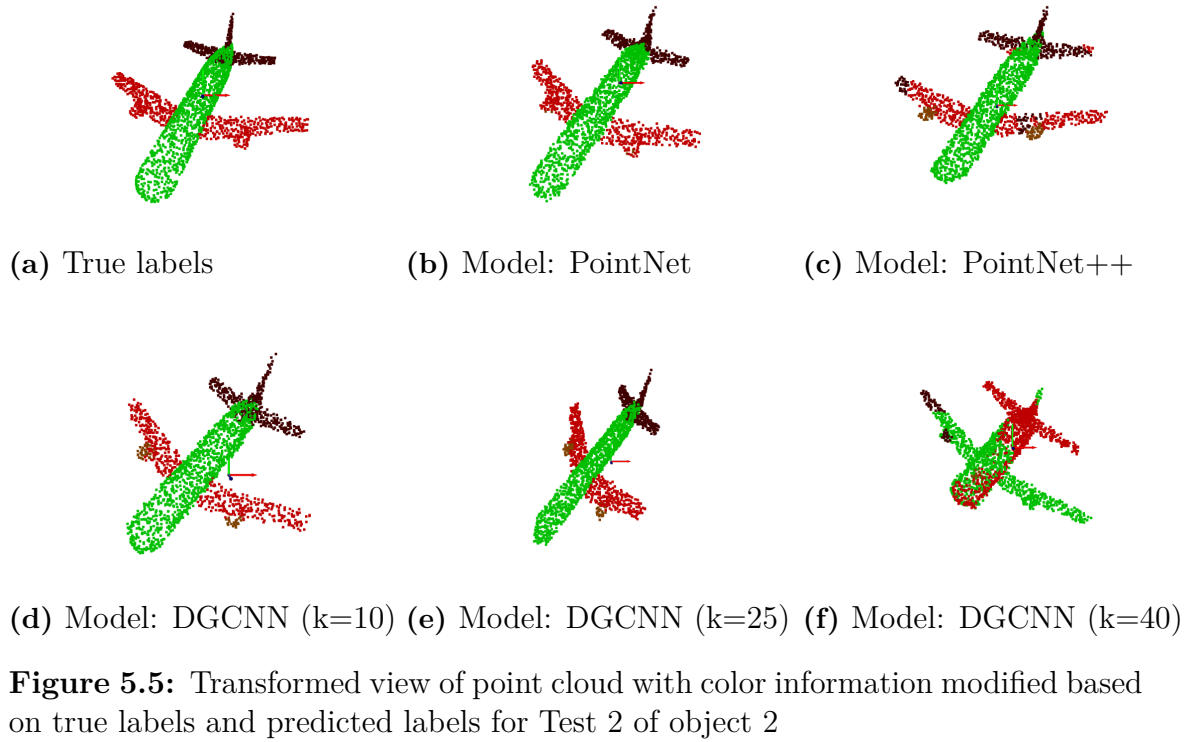 (a) True labels
(b) Model: PointNet
(c) Model: PointNet++
(d) Model: DGCNN (k=10)
(e) Model: DGCNN (k=25)
(f) Model: DGCNN (k=40)
Figure 5.5: Transformed view of point cloud with color information modified based
on true labels and predicted labels for Test 2 of object 2